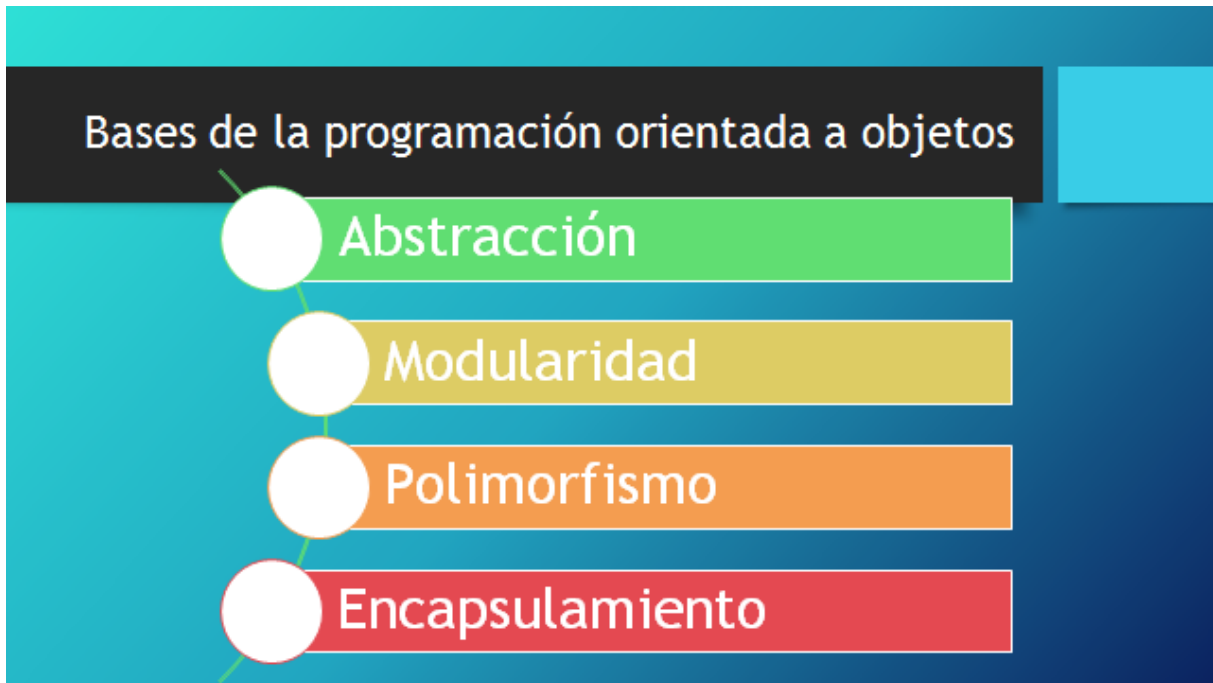 Bases de la programación orientada a objetos
Abstracción
Modularidad
Polimorfismo
Encapsulamiento